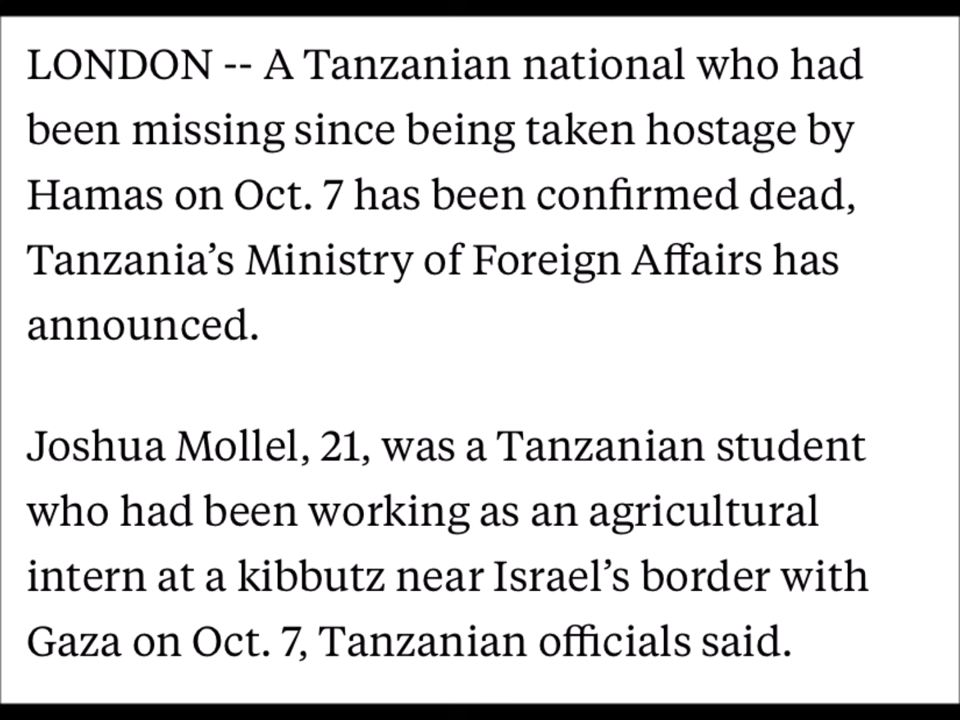 LONDON -- A Tanzanian national who had
been missing since being taken hostage by
Hamas on Oct. 7 has been confirmed dead,
Tanzania’s Ministry of Foreign Affairs has
announced.
Joshua Mollel, 21, was a Tanzanian student
who had been working as an agricultural
intern at a kibbutz near Israel’s border with
Gaza on Oct. 7, Tanzanian officials said.